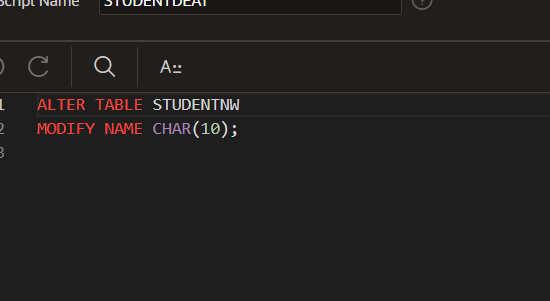 Script Name STUDENTDEAT
A::
1 ALTER TABLE STUDENTNW
2 MODIFY NAME CHAR(10);
3